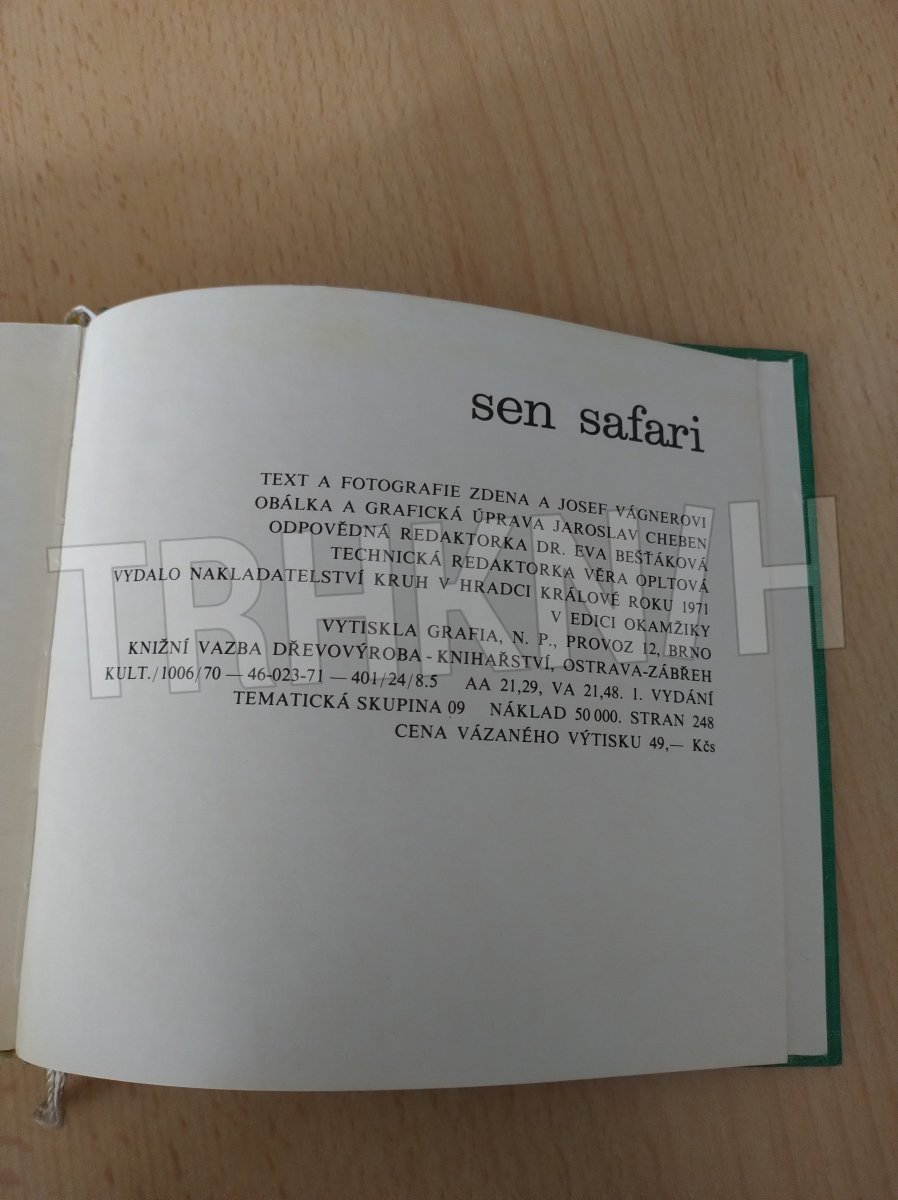 sen safari
TEXT A FOTOGRAFIE ZDENA A JOSEF VÁGNEROVI
OBÁLKA A GRAFICKÁ ÚPRAVA JAROSLAV CHEBEN
ODPOVĚDNÁ REDAKTORKA DR. EVA BEŠŤÁKOVÁ
TECHNICKÁ REDAKTORKA VĚRA OPLTOVÁ
VYDALO NAKLADATELSTVÍ KRUH V HRADCI KRÁLOVÉ ROKU 1971
V EDICI OKAMŽIKY
VYTISKLA GRAFIA, N. P., PROVOZ 12, BRNO
KNIŽNÍ VAZBA DŘEVOVÝROBA - KNIHAŘSTVÍ, OSTRAVA-ZÁBŘEH
KULT./1006/70 — 46-023-71 — 401/24/8.5 AA 21,29, VA 21,48. 1. VYDÁNÍ
TEMATICKÁ SKUPINA 09 NÁKLAD 50 000. STRAN 248
CENA VÁZANÉHO VÝTISKU 49,— Kčs
TRHKNIH